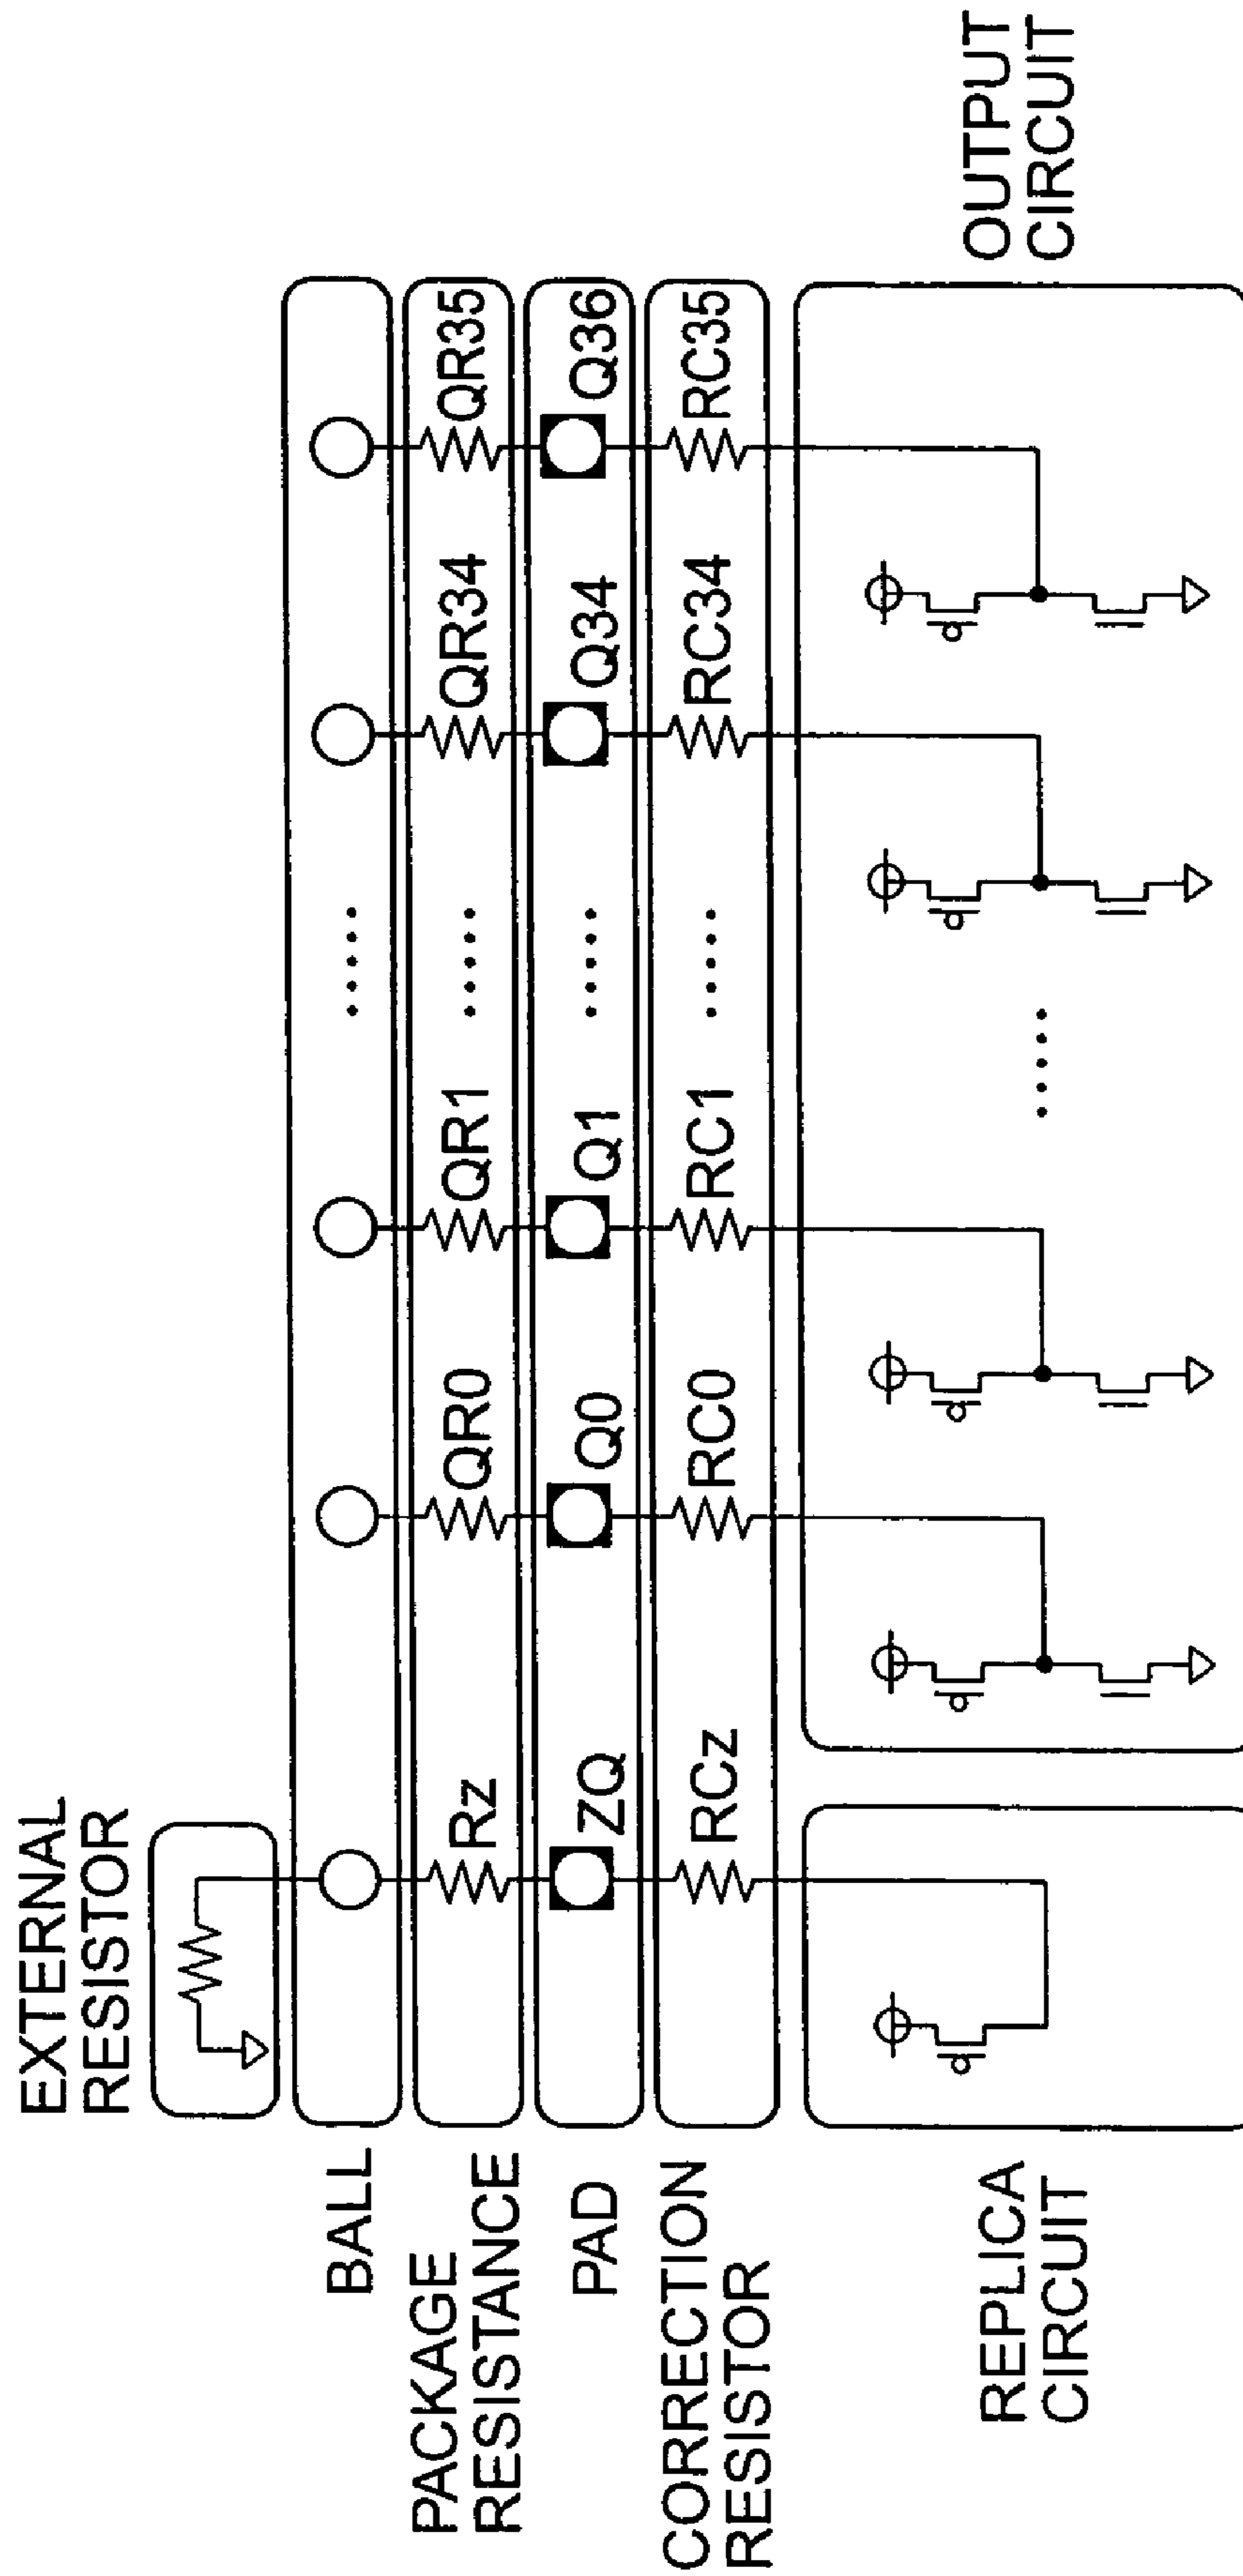 EXTERNAL
RESISTOR
BALL
PACKAGE
RESISTANCE
Rz QR0 QR1 ..... QR34 QR35
PAD
ZQ Q0 Q1 ..... Q34 Q36
CORRECTION
RESISTOR
RCz RC0 RC1 ..... RC34 RC35
REPLICA
CIRCUIT
OUTPUT
CIRCUIT